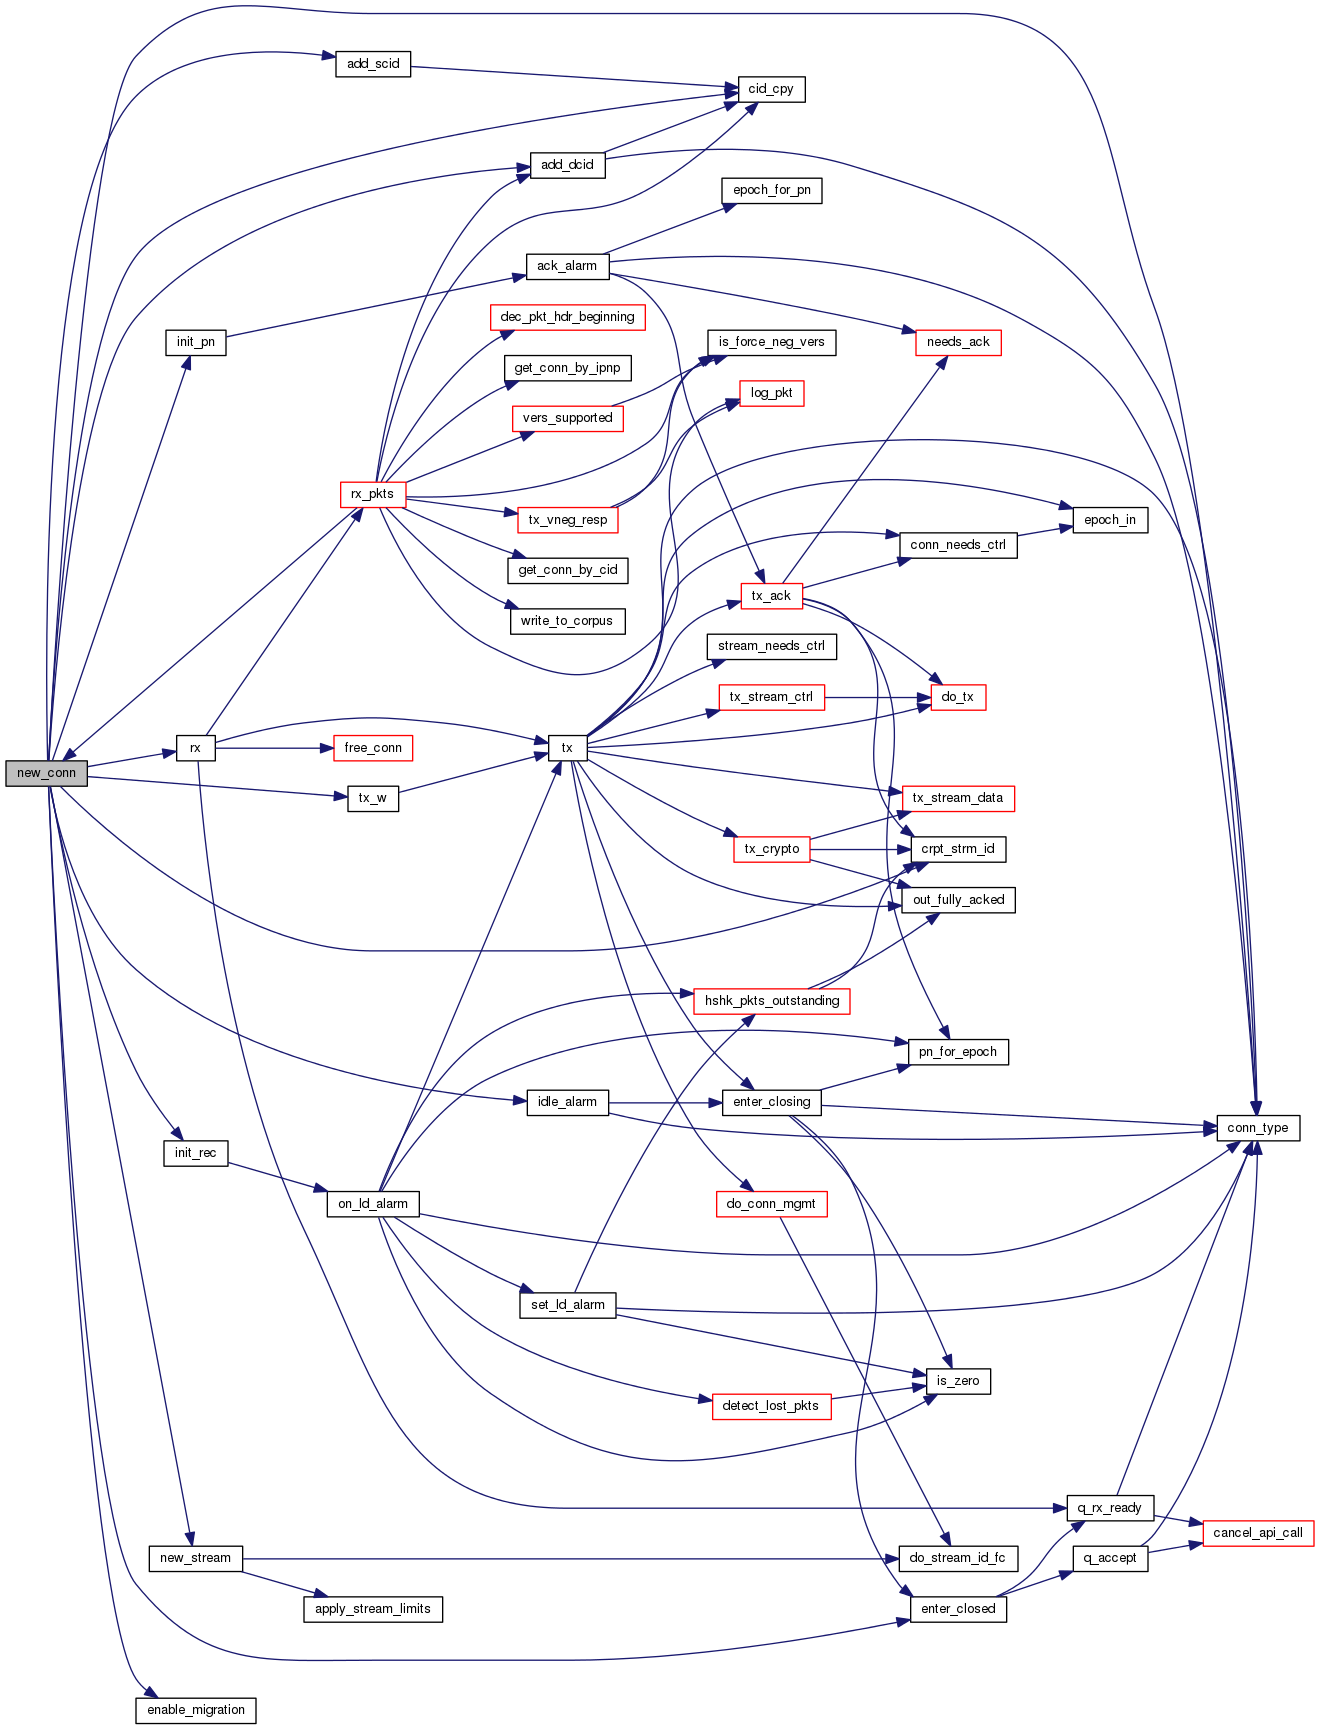 add_scid
cid_cpy
add_dcid
epoch_for_pn
ack_alarm
dec_pkt_hdr_beginning
init_pn
is_force_neg_vers
needs_ack
get_conn_by_ipnp
log_pkt
vers_supported
rx_pkts
tx_vneg_resp
epoch_in
conn_needs_ctrl
get_conn_by_cid
tx_ack
write_to_corpus
stream_needs_ctrl
tx_stream_ctrl
do_tx
rx
free_conn
tx
new_conn
tx_w
tx_stream_data
tx_crypto
crpt_strm_id
out_fully_acked
hshk_pkts_outstanding
pn_for_epoch
idle_alarm
enter_closing
conn_type
init_rec
on_ld_alarm
do_conn_mgmt
set_ld_alarm
is_zero
detect_lost_pkts
q_rx_ready
cancel_api_call
new_stream
do_stream_id_fc
q_accept
apply_stream_limits
enter_closed
enable_migration